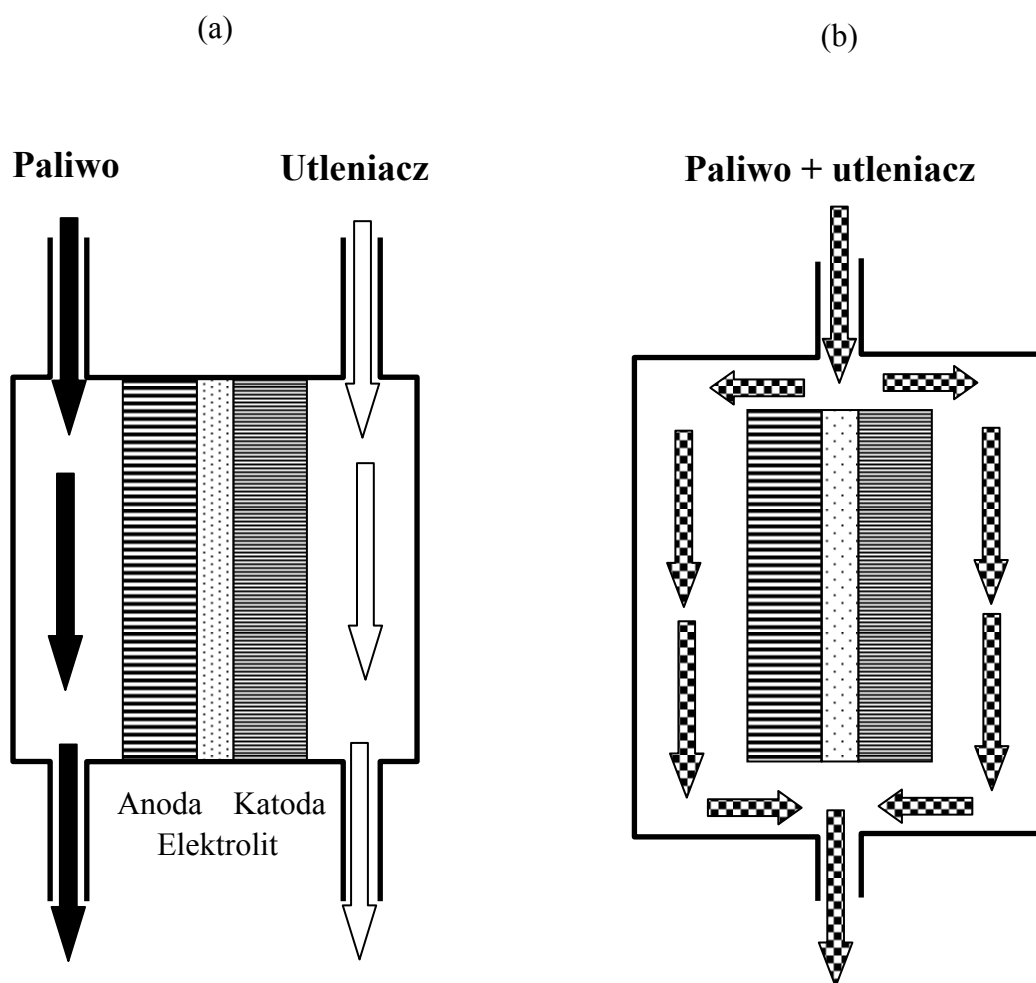 (a)
(b)
Paliwo
Utleniacz
Paliwo + utleniacz
Anoda
Katoda
Elektrolit